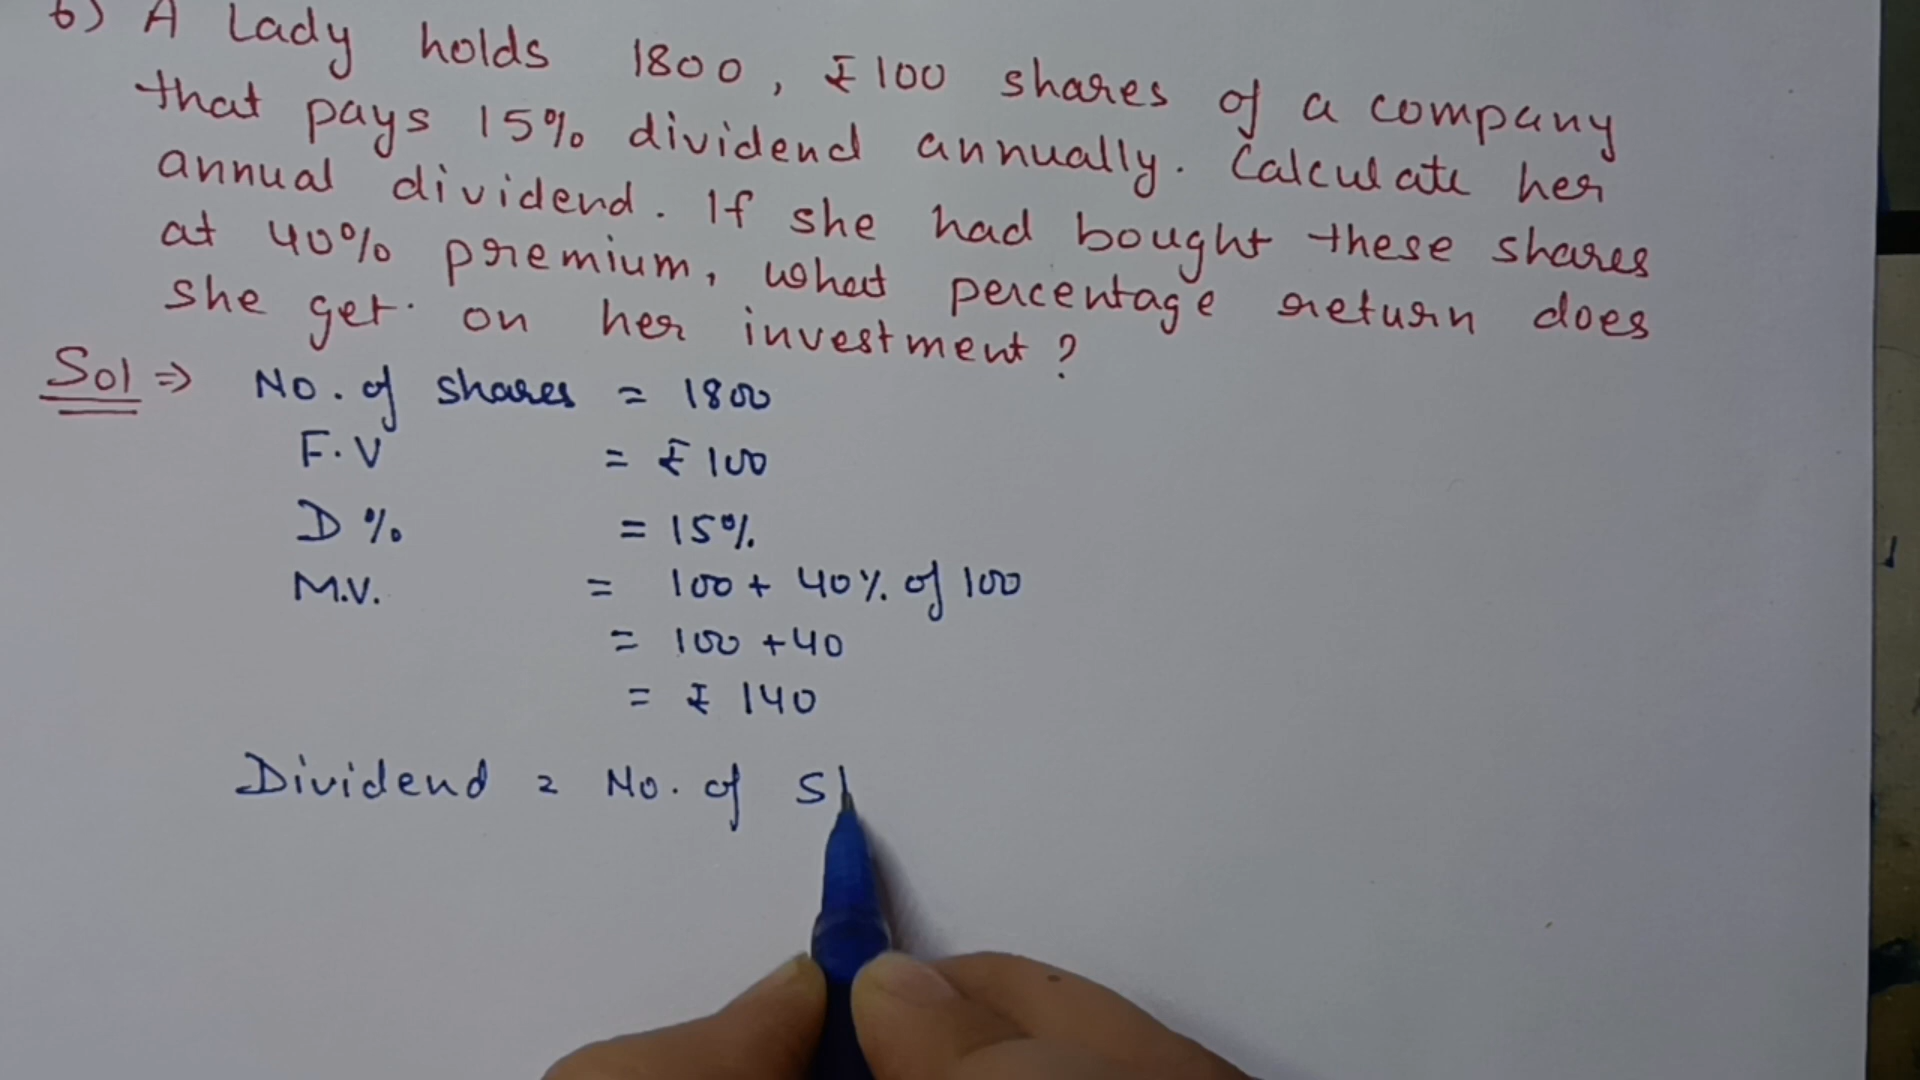 6) A Lady holds 1800, ₹100 shares of a company
that pays 15% dividend annually. Calculate her
annual dividend. If she had bought these shares
at 40% premium, what percentage return does
she get on her investment?
Sol ⇒ No. of shares = 1800
F.V = ₹100
D% = 15%
M.V. = 100 + 40% of 100
= 100 + 40
= ₹ 140
Dividend = No. of Sh